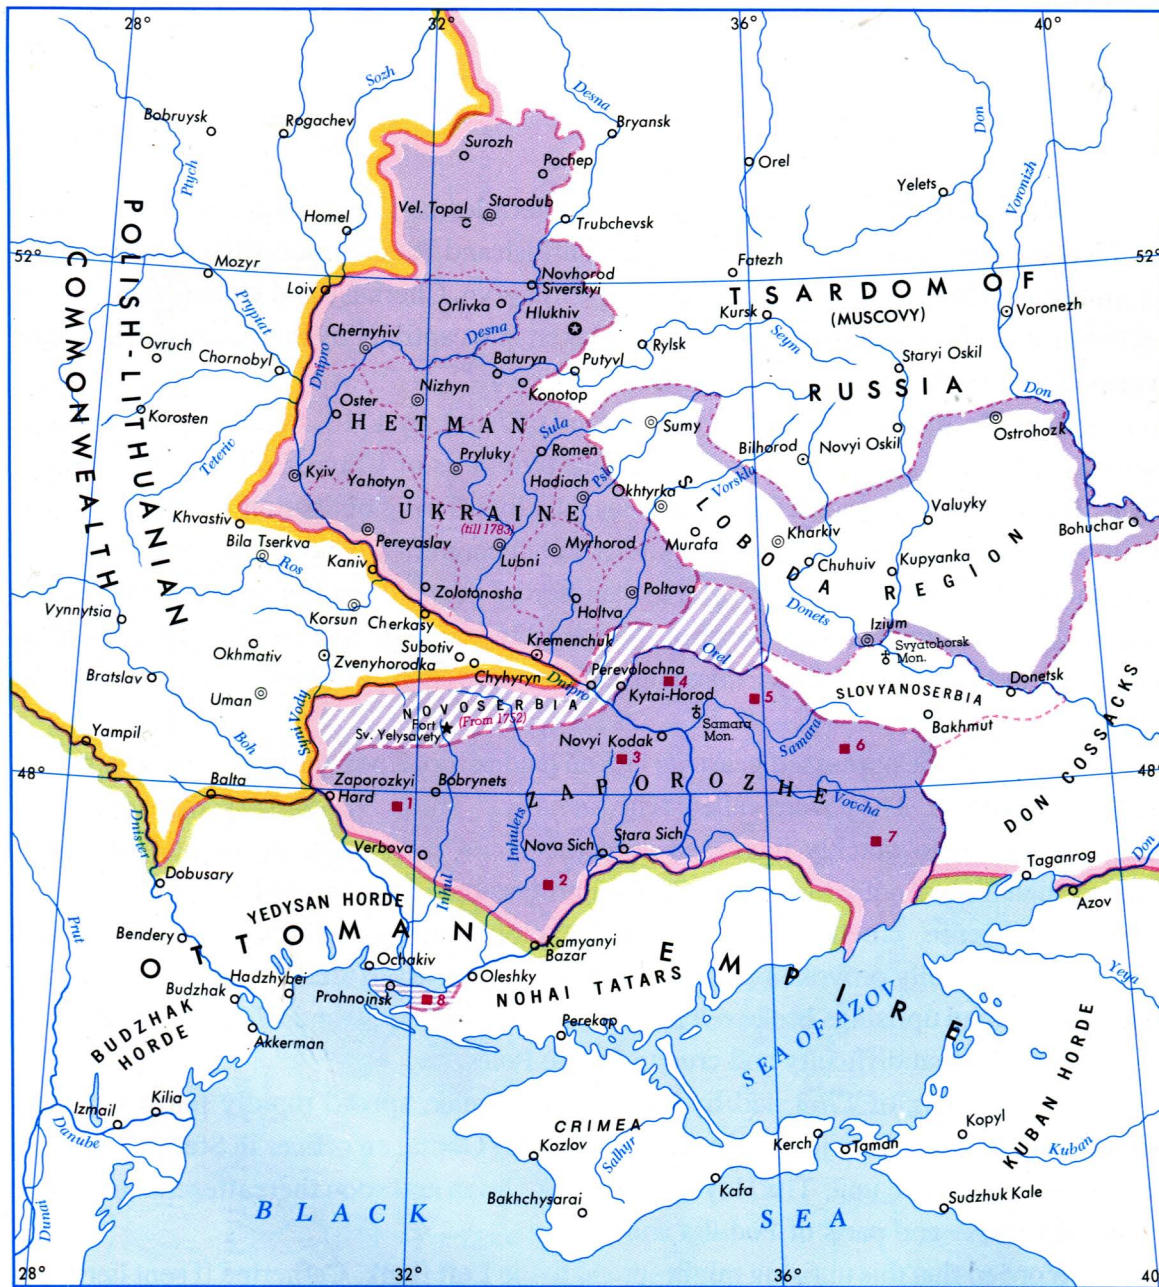 28°
32°
36°
40°
Sozh
Desna
Don
Bobruysk
Rogachev
Bryansk
Surozh
Pochep
Orel
Ptych
Voronizh
Yelets
Vel. Topal
Starodub
Trubchevsk
Homel
52°
Mozyr
Fatezh
52°
POLISH-LITHUANIAN
COMMONWEALTH
Loiv
Novhorod
Siverskyi
TSARDOM OF
(MUSCOVY)
Orlivka
Hlukhiv
Kursk
Voronezh
Prypiat
Chernyhiv
Desna
Rylsk
Seym
Ovruch
Chornobyl
Dnipro
Baturyn
Putyvl
Staryi Oskil
Nizhyn
Konotop
RUSSIA
Don
Korosten
Oster
HETMAN
Sula
Sumy
Ostrohozk
Teteriv
Bilhorod
Novyi Oskil
Pryluky
Romen
Kyiv
Yahotyn
Hadiach
Pslo
Okhtyrka
Vorsklu
SLOBODA REGION
Valuyky
Khvastiv
UKRAINE
(till 1783)
Bohuchar
Bila Tserkva
Pereyaslav
Lubni
Myrhorod
Murafa
Kharkiv
Ros
Kaniv
Chuhuiv
Kupyanka
Zolotonosha
Poltava
Vynnytsia
Korsun
Cherkasy
Holtva
Donets
Izium
Svyatohorsk
Mon.
Okhmativ
Zvenyhorodka
Subotiv
Kremenchuk
Orel
Chyhyryn
Dnipro
Perevolochna
Bratslav
Kytai-Horod
4
5
SLOVYANOSERBIA
Donetsk
Uman
NOVOSERBIA
(From 1752)
Fort
Sv. Yelysavety
Samara
Mon.
Samara
Bakhmut
DON COSSACKS
Yampil
Boh
Sniukh Vody
Novyi Kodak
3
6
48°
Balta
Zaporozkyi
Hard
Bobrynets
ZAPOROZHE
48°
1
Vovcha
Dnister
Inhulets
Verbova
Nova Sich
Stara Sich
7
Don
Dobusary
2
Inhul
Taganrog
Azov
YEDYSAN HORDE
Prut
Bendery
OTTOMAN EMPIRE
Kamyanyi
Bazar
Ochakiv
Oleshky
Yeya
Hadzhybei
NOHAI TATARS
Budzhak
Prohnoinsk
8
BUDZHAK
HORDE
Akkerman
Perekop
SEA OF AZOV
KUBAN HORDE
Kilia
Izmail
CRIMEA
Kopyl
Danube
Kozlov
Salhyr
Kerch
Taman
Kuban
Kafa
Bakhchysarai
Sudzhuk Kale
BLACK SEA
Dunai
28°
32°
36°
40